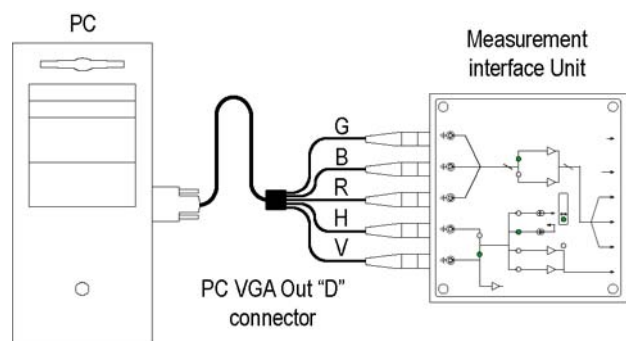 PC
Measurement
interface Unit
G
B
R
H
V
PC VGA Out “D”
connector